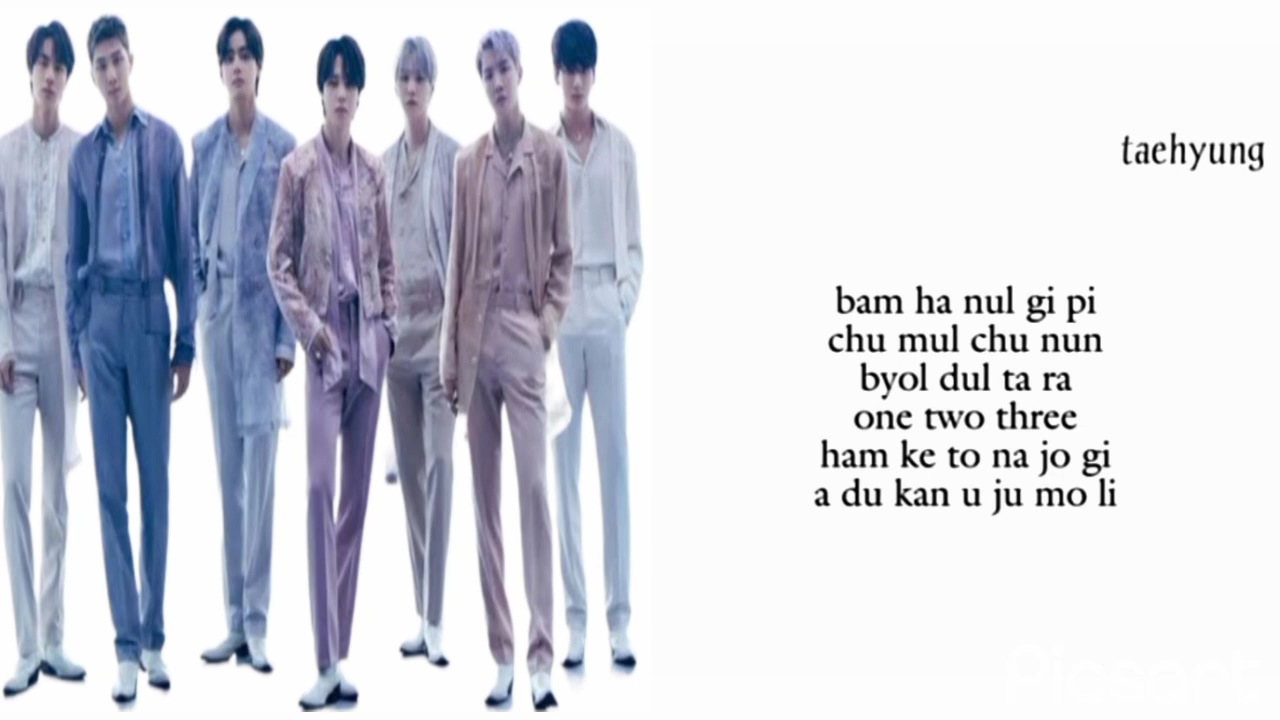 taehyung
bam ha nul gi pi
chu mul chu nun
byol dul ta ra
one two three
ham ke to na jo gi
a du kan u ju mo li
Picsart